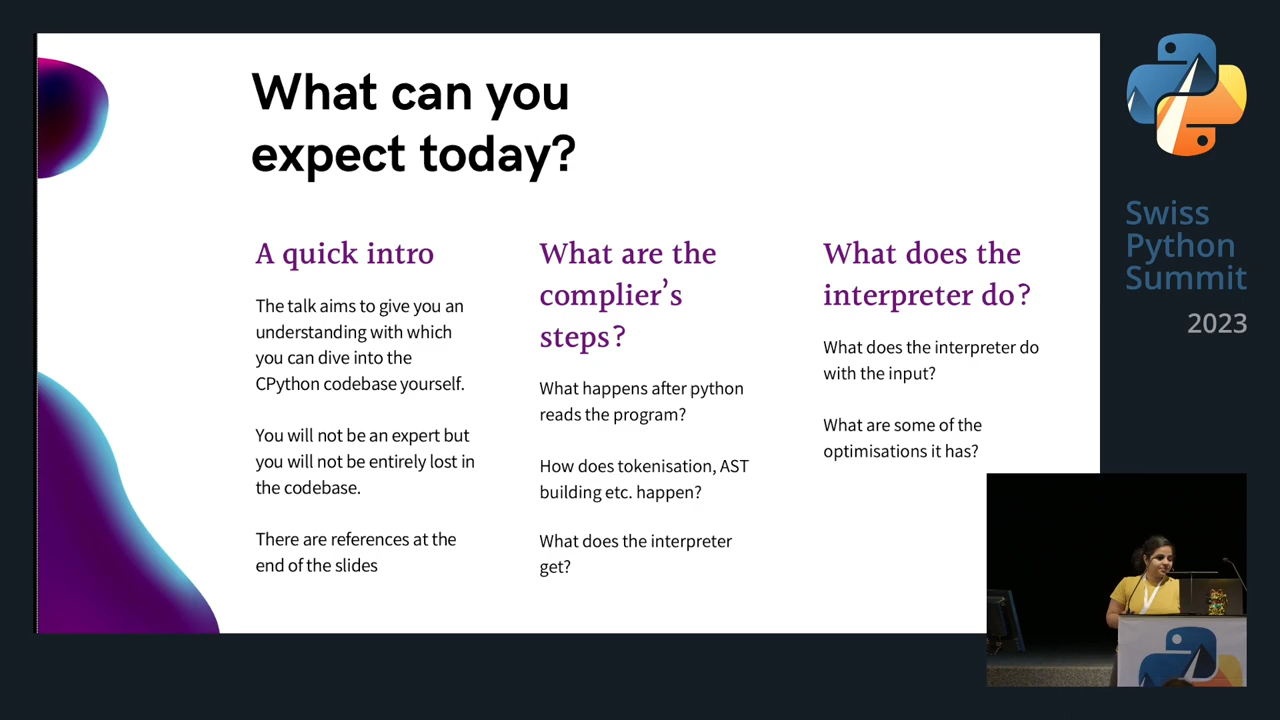 What can you
expect today?
A quick intro
The talk aims to give you an
understanding with which
you can dive into the
CPython codebase yourself.
You will not be an expert but
you will not be entirely lost in
the codebase.
There are references at the
end of the slides
What are the
complier’s
steps?
What happens after python
reads the program?
How does tokenisation, AST
building etc. happen?
What does the interpreter
get?
What does the
interpreter do?
What does the interpreter do
with the input?
What are some of the
optimisations it has?
Swiss
Python
Summit
2023